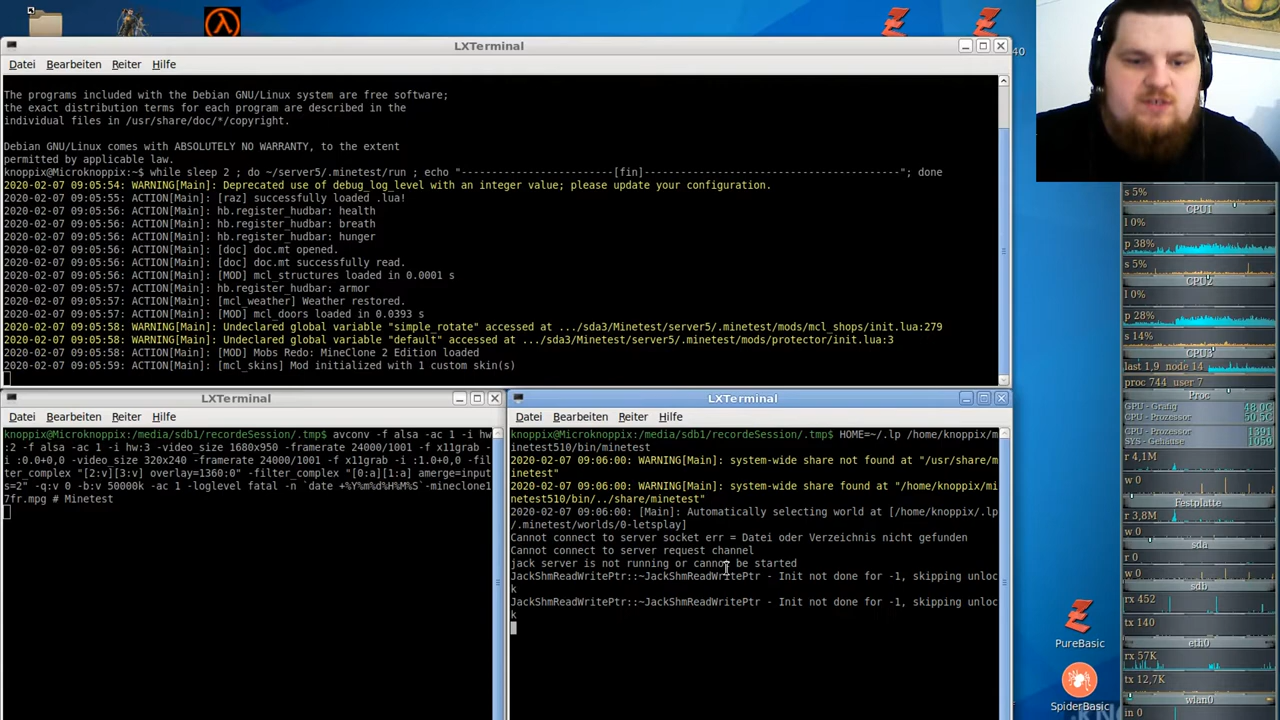 LXTerminal
Datei Bearbeiten Reiter Hilfe
The programs included with the Debian GNU/Linux system are free software;
the exact distribution terms for each program are described in the
individual files in /usr/share/doc/*/copyright.
Debian GNU/Linux comes with ABSOLUTELY NO WARRANTY, to the extent
permitted by applicable law.
knoppix@Microknoppix:~$ while sleep 2 ; do ~/server5/.minetest/run ; echo "------------------------[fin]----------------------------------------"; done
2020-02-07 09:05:54: WARNING[Main]: Deprecated use of debug_log_level with an integer value; please update your configuration.
2020-02-07 09:05:55: ACTION[Main]: [raz] successfully loaded .lua!
2020-02-07 09:05:56: ACTION[Main]: hb.register_hudbar: health
2020-02-07 09:05:56: ACTION[Main]: hb.register_hudbar: breath
2020-02-07 09:05:56: ACTION[Main]: hb.register_hudbar: hunger
2020-02-07 09:05:56: ACTION[Main]: [doc] doc.mt opened.
2020-02-07 09:05:56: ACTION[Main]: [doc] doc.mt successfully read.
2020-02-07 09:05:56: ACTION[Main]: [MOD] mcl_structures loaded in 0.0001 s
2020-02-07 09:05:57: ACTION[Main]: hb.register_hudbar: armor
2020-02-07 09:05:57: ACTION[Main]: [mcl_weather] Weather restored.
2020-02-07 09:05:57: ACTION[Main]: [MOD] mcl_doors loaded in 0.0393 s
2020-02-07 09:05:58: WARNING[Main]: Undeclared global variable "simple_rotate" accessed at .../sda3/Minetest/server5/.minetest/mods/mcl_shops/init.lua:279
2020-02-07 09:05:58: WARNING[Main]: Undeclared global variable "default" accessed at .../sda3/Minetest/server5/.minetest/mods/protector/init.lua:3
2020-02-07 09:05:58: ACTION[Main]: [MOD] Mobs Redo: MineClone 2 Edition loaded
2020-02-07 09:05:59: ACTION[Main]: [mcl_skins] Mod initialized with 1 custom skin(s)
LXTerminal
Datei Bearbeiten Reiter Hilfe
knoppix@Microknoppix:/media/sdb1/recordeSession/.tmp$ avconv -f alsa -ac 1 -i hw
:2 -f alsa -ac 1 -i hw:3 -video_size 1680x950 -framerate 24000/1001 -f x11grab -
i :0.0+0,0 -video_size 320x240 -framerate 24000/1001 -f x11grab -i :1.0+0,0 -fil
ter_complex "[2:v][3:v] overlay=1360:0" -filter_complex "[0:a][1:a] amerge=input
s=2" -q:v 0 -b:v 50000k -ac 1 -loglevel fatal -n `date +%Y%m%d%H%M%S`-mineclone1
7fr.mpg # Minetest
LXTerminal
Datei Bearbeiten Reiter Hilfe
knoppix@Microknoppix:/media/sdb1/recordeSession/.tmp$ HOME=~/.lp /home/knoppix/m
inetest510/bin/minetest
2020-02-07 09:06:00: WARNING[Main]: system-wide share not found at "/usr/share/m
inetest"
2020-02-07 09:06:00: WARNING[Main]: system-wide share found at "/home/knoppix/mi
netest510/bin/../share/minetest"
2020-02-07 09:06:00: [Main]: Automatically selecting world at [/home/knoppix/.lp
/.minetest/worlds/0-letsplay]
Cannot connect to server socket err = Datei oder Verzeichnis nicht gefunden
Cannot connect to server request channel
jack server is not running or cannot be started
JackShmReadWritePtr::~JackShmReadWritePtr - Init not done for -1, skipping unloc
k
JackShmReadWritePtr::~JackShmReadWritePtr - Init not done for -1, skipping unloc
k
40
s 5%
CPU1
I 0%
p 38%
s 5%
CPU2
I 0%
p 28%
s 14%
CPU3
last 1,9 node 14
proc 744 user 7
Proc
GPU - Grafig 48.0C
CPU - Prozessor 50.5C
CPU - Prozessor 1391
SYS - Gehäuse 1059
r 4,1M
w 0
Festplatte
r 3,8M
w 0
sda
r 0
w 0
sdb
rx 452
tx 140
eth0
rx 57K
tx 12,7K
wlan0
in 0
PureBasic
SpiderBasic